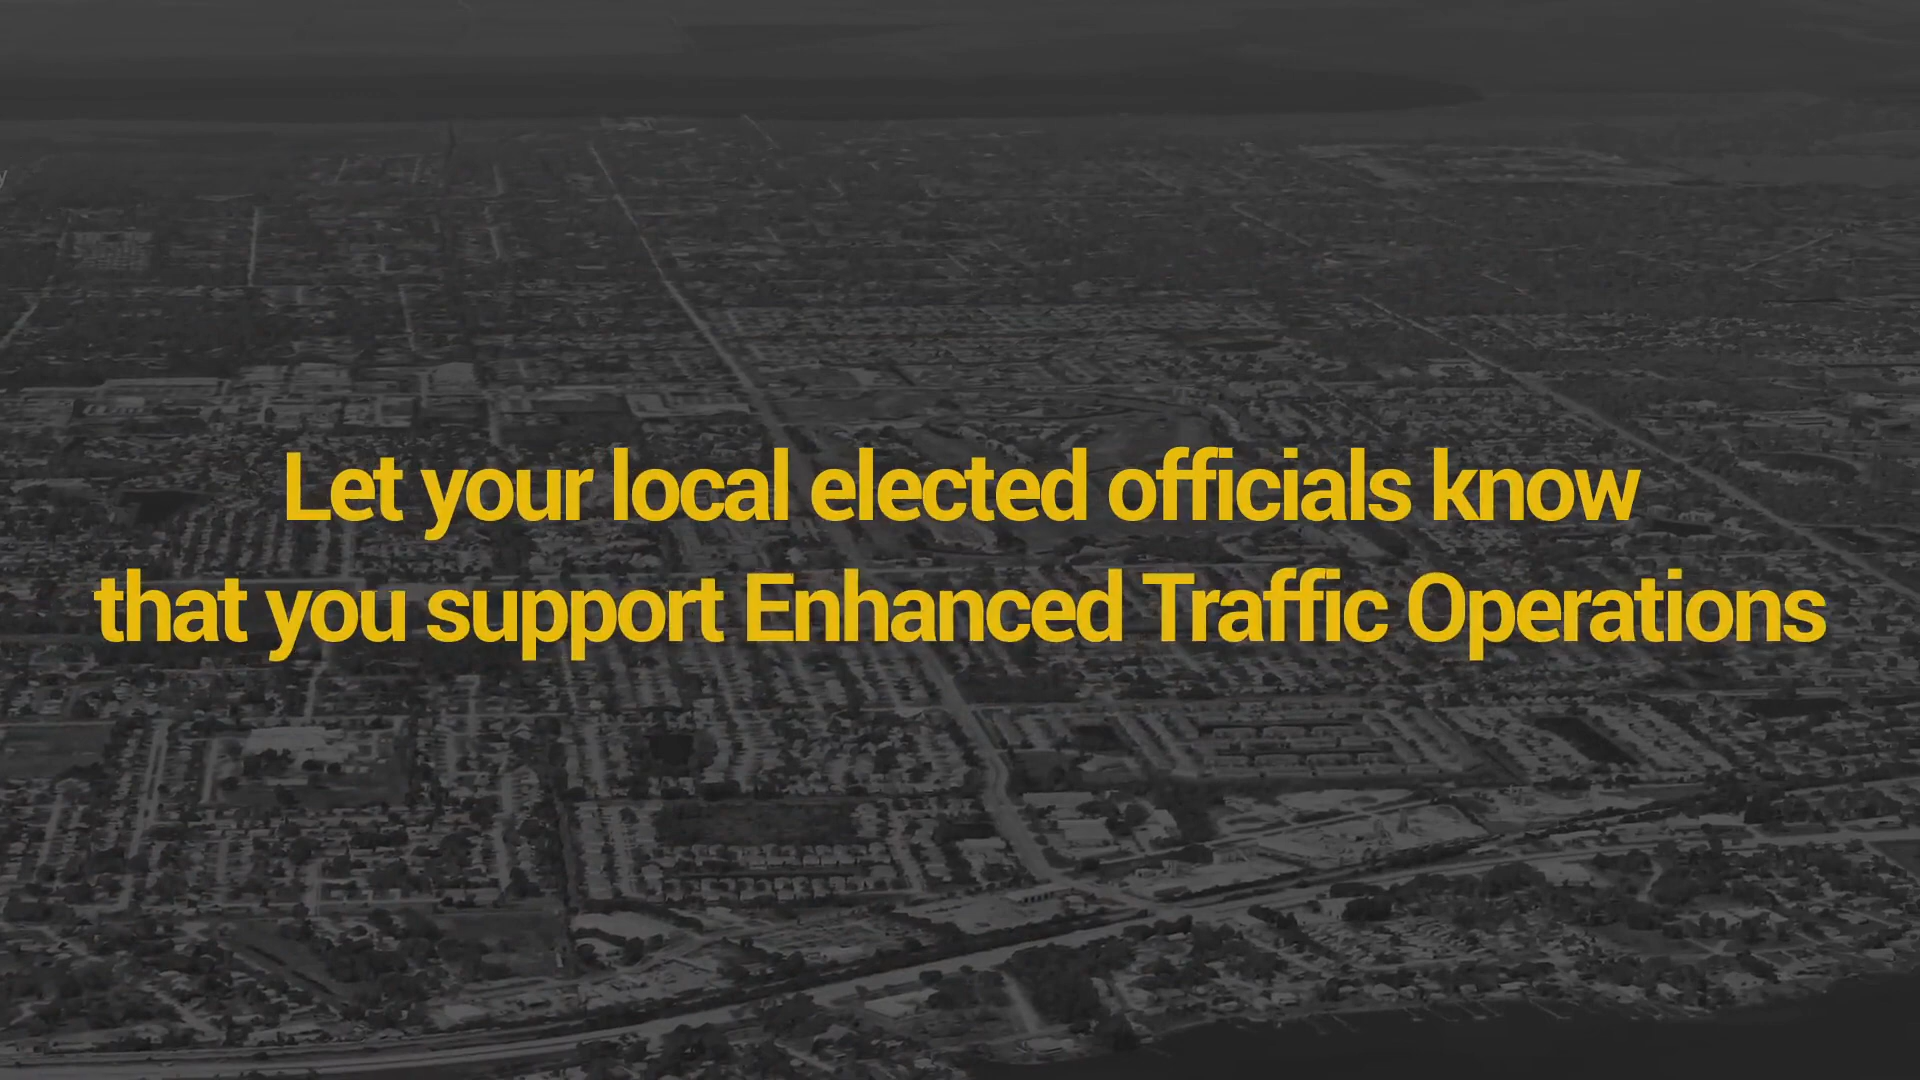 Let your local elected officials know
that you support Enhanced Traffic Operations